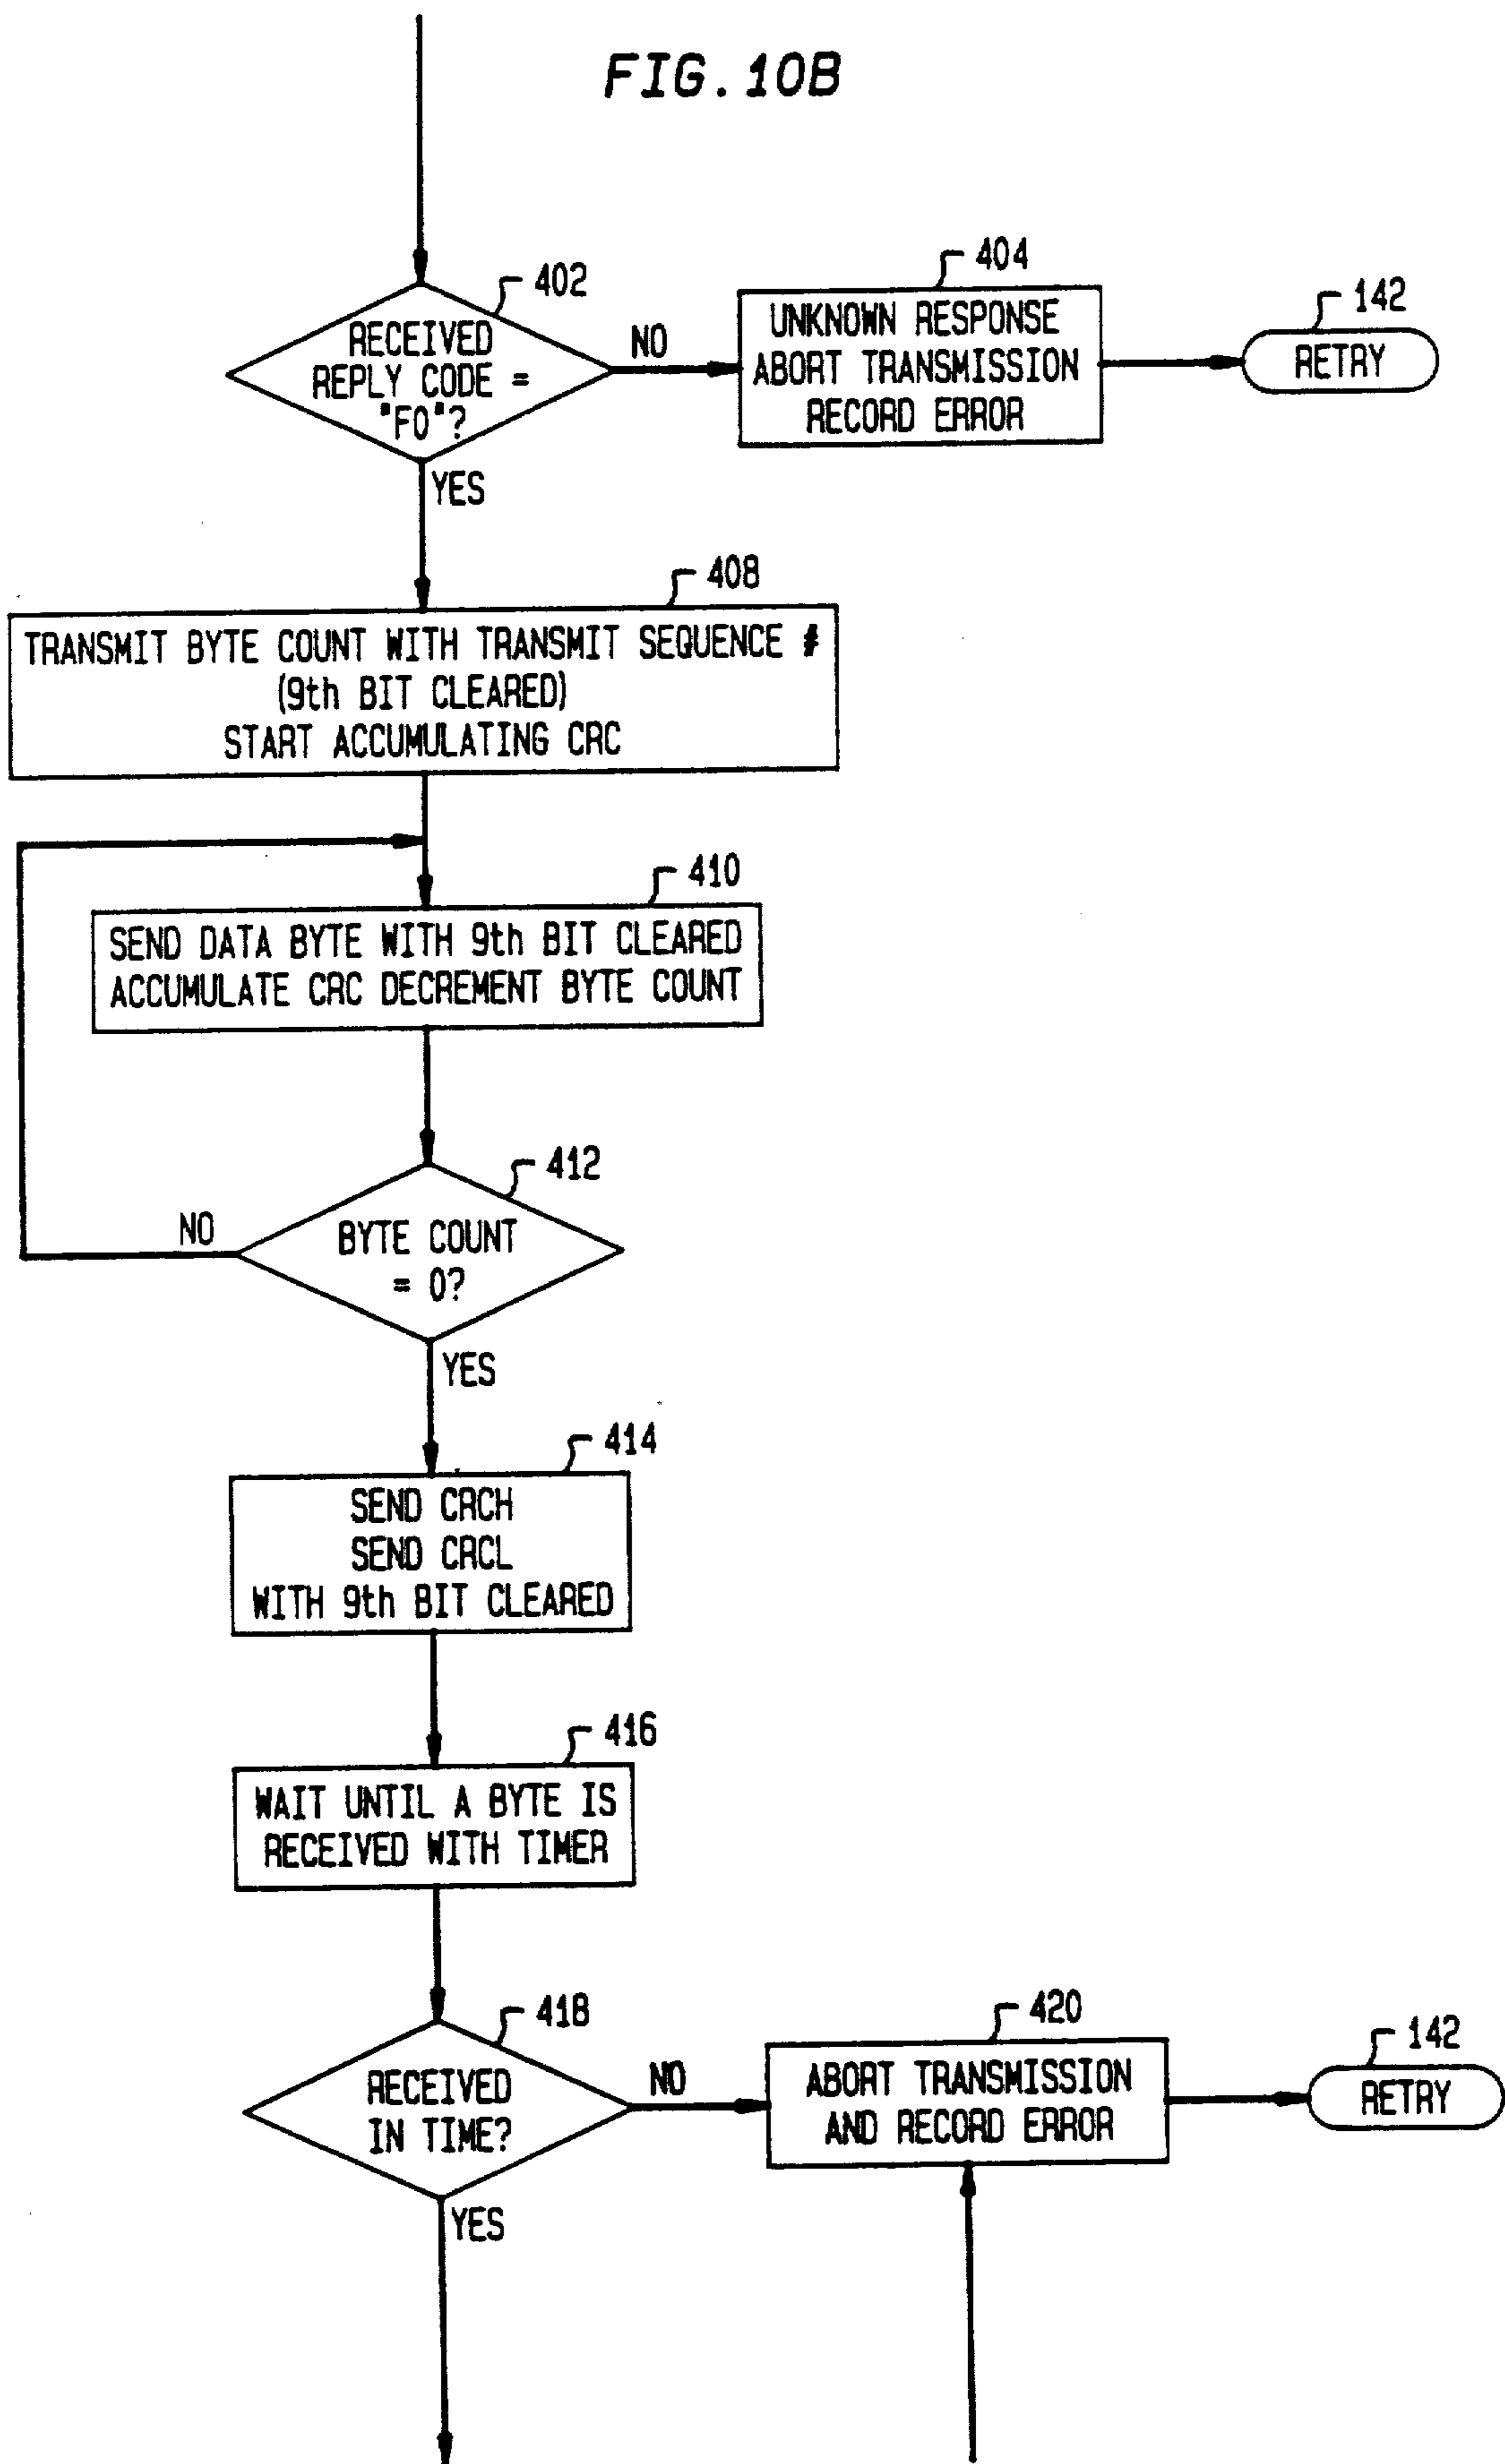 FIG. 10B
402
RECEIVED
REPLY CODE =
"F0"?
NO
404
UNKNOWN RESPONSE
ABORT TRANSMISSION
RECORD ERROR
142
RETRY
YES
408
TRANSMIT BYTE COUNT WITH TRANSMIT SEQUENCE #
(9th BIT CLEARED)
START ACCUMULATING CRC
410
SEND DATA BYTE WITH 9th BIT CLEARED
ACCUMULATE CRC DECREMENT BYTE COUNT
412
BYTE COUNT
= 0?
NO
YES
414
SEND CRCH
SEND CRCL
WITH 9th BIT CLEARED
416
WAIT UNTIL A BYTE IS
RECEIVED WITH TIMER
418
RECEIVED
IN TIME?
NO
420
ABORT TRANSMISSION
AND RECORD ERROR
142
RETRY
YES